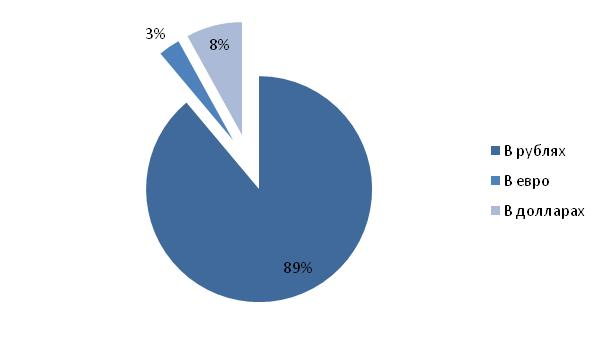 3%
8%
89%
В рублях
В евро
В долларах